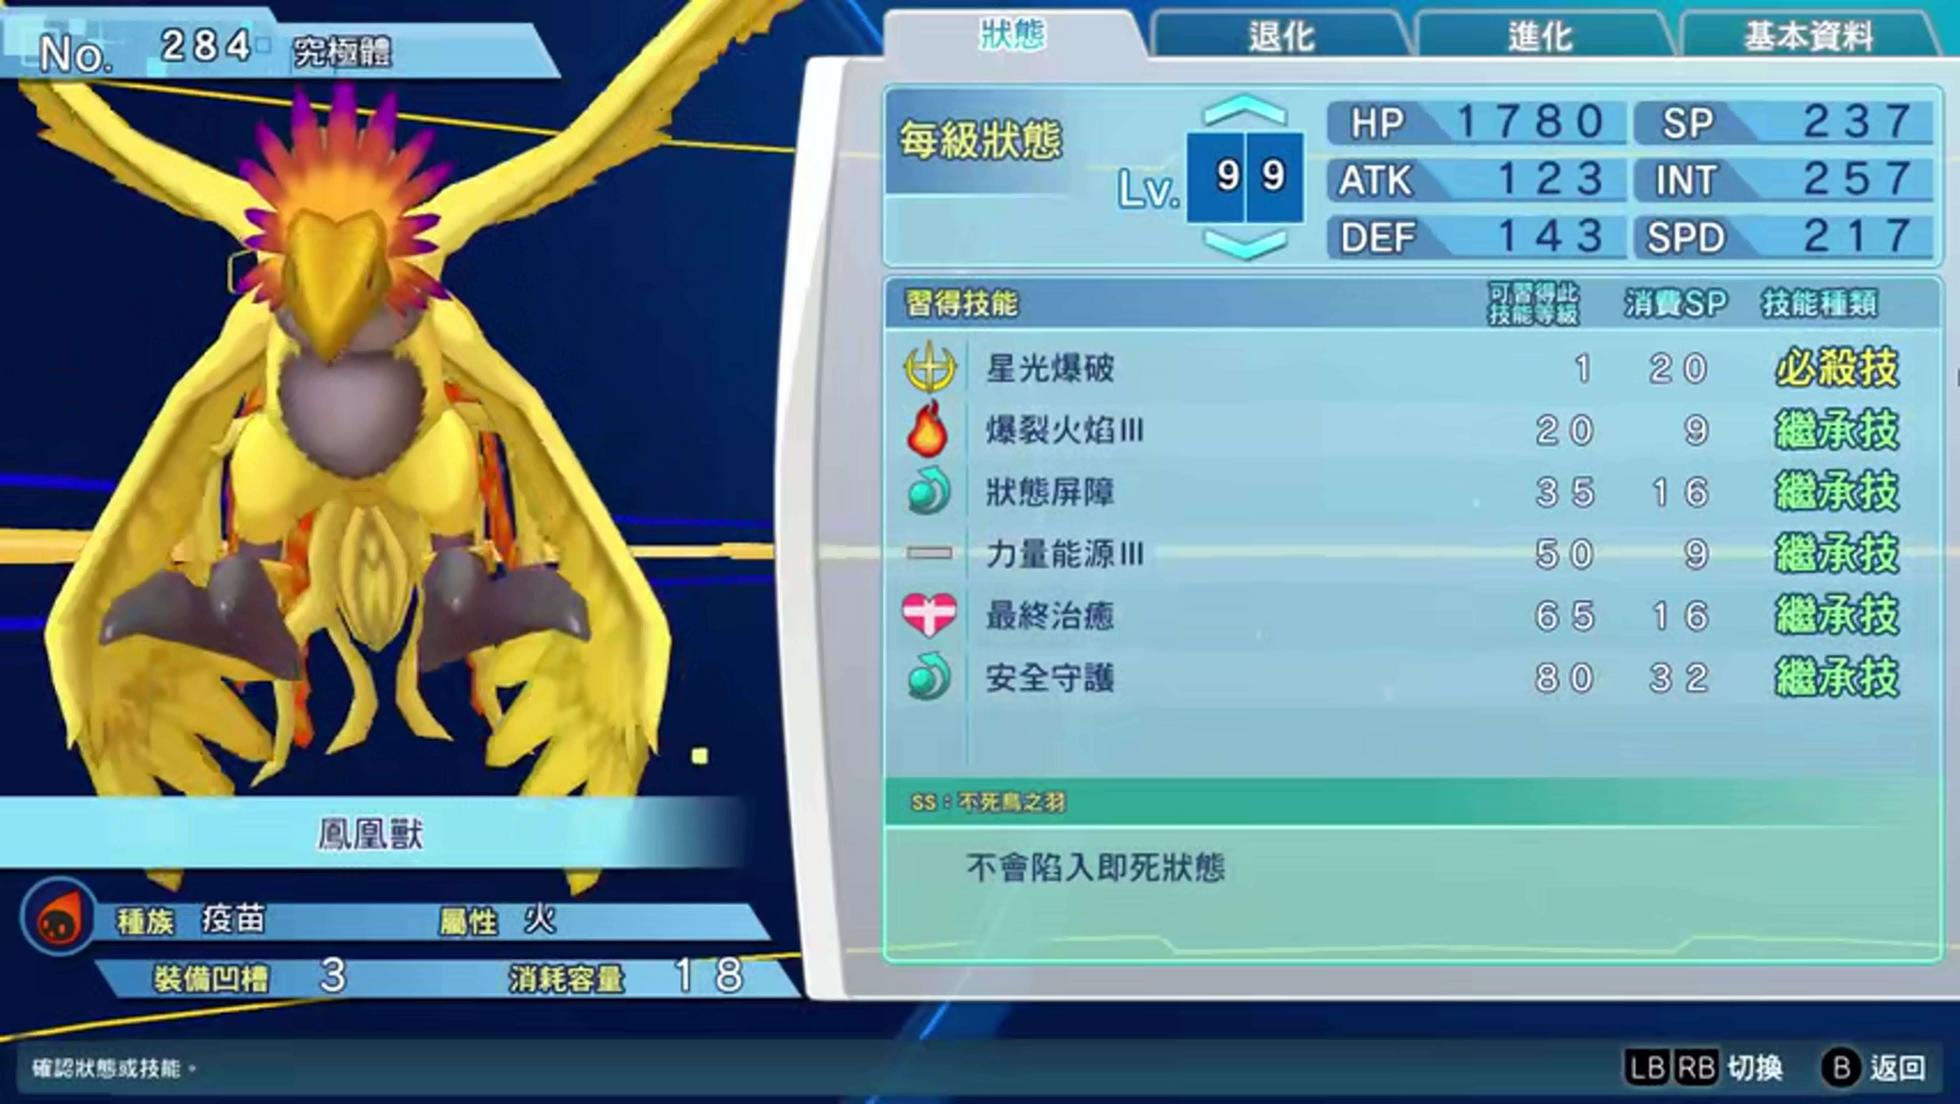 No. 284 究極體
狀態 退化 進化 基本資料
每級狀態
Lv. 99
HP 1780 SP 237
ATK 123 INT 257
DEF 143 SPD 217
習得技能 可習得此技能等級 消費SP 技能種類
星光爆破 1 20 必殺技
爆裂火焰III 20 9 繼承技
狀態屏障 35 16 繼承技
力量能源III 50 9 繼承技
最終治癒 65 16 繼承技
安全守護 80 32 繼承技
SS：不死鳥之羽
不會陷入即死狀態
鳳凰獸
種族 疫苗 屬性 火
裝備凹槽 3 消耗容量 18
確認狀態或技能。
LB RB 切換 B 返回